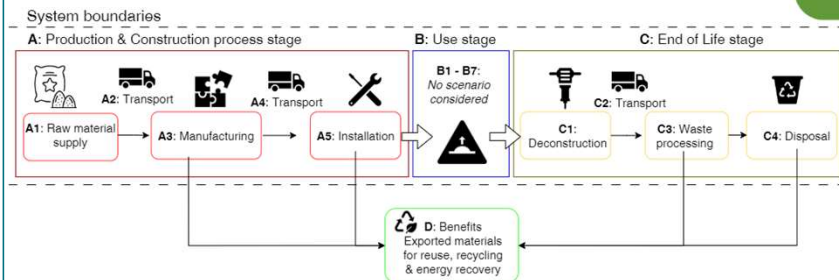 System boundaries
A: Production & Construction process stage
B: Use stage
C: End of Life stage
A2: Transport
A4: Transport
B1 - B7:
No scenario
considered
C2: Transport
A1: Raw material
supply
A3: Manufacturing
A5: Installation
C1:
Deconstruction
C3: Waste
processing
C4: Disposal
D: Benefits
Exported materials
for reuse, recycling
& energy recovery